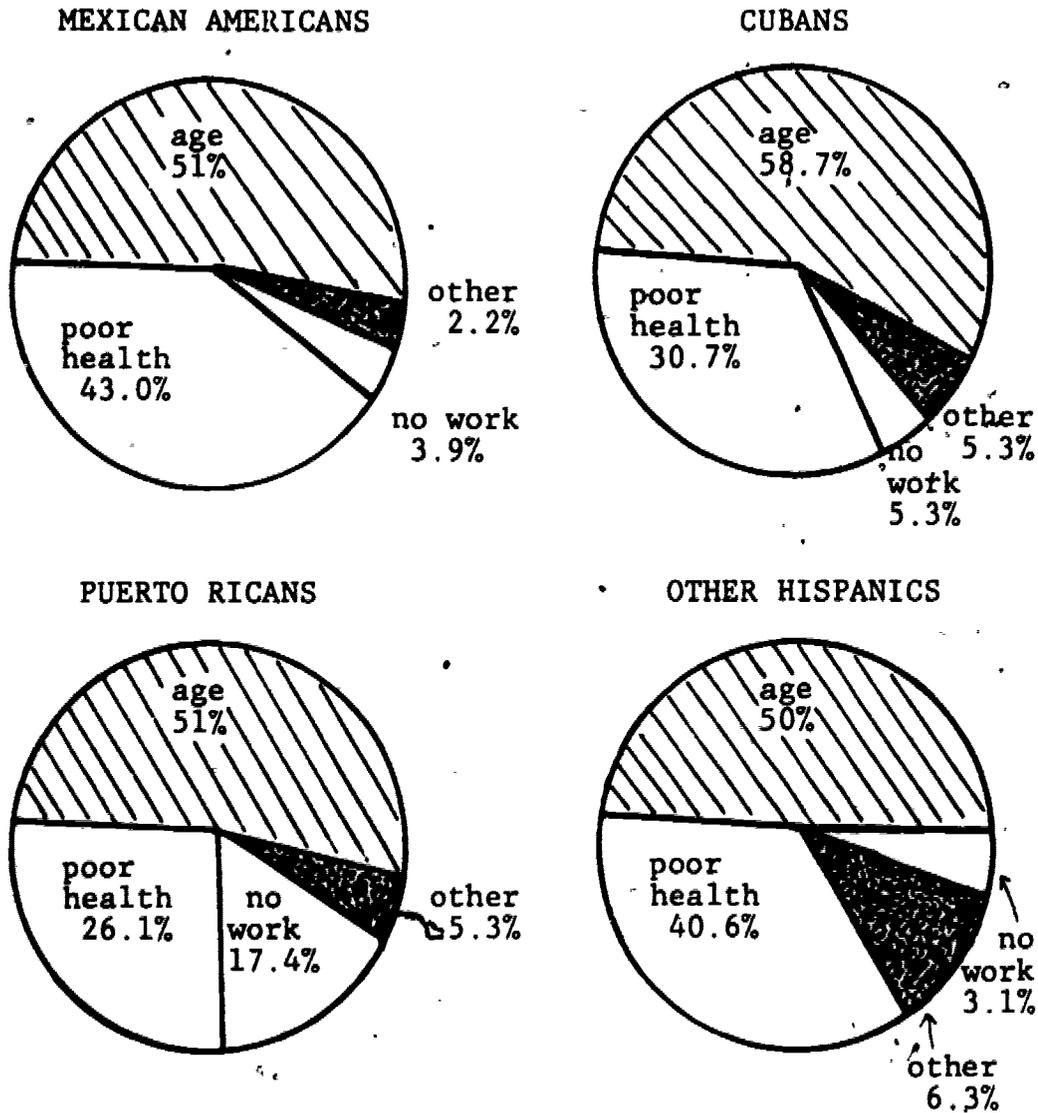 MEXICAN AMERICANS
age
51%
other
2.2%
poor
health
43.0%
no work
3.9%
CUBANS
age
58.7%
poor
health
30.7%
other
5.3%
no
work
5.3%
PUERTO RICANS
age
51%
poor
health
26.1%
no
work
17.4%
other
5.3%
OTHER HISPANICS
age
50%
poor
health
40.6%
no
work
3.1%
other
6.3%